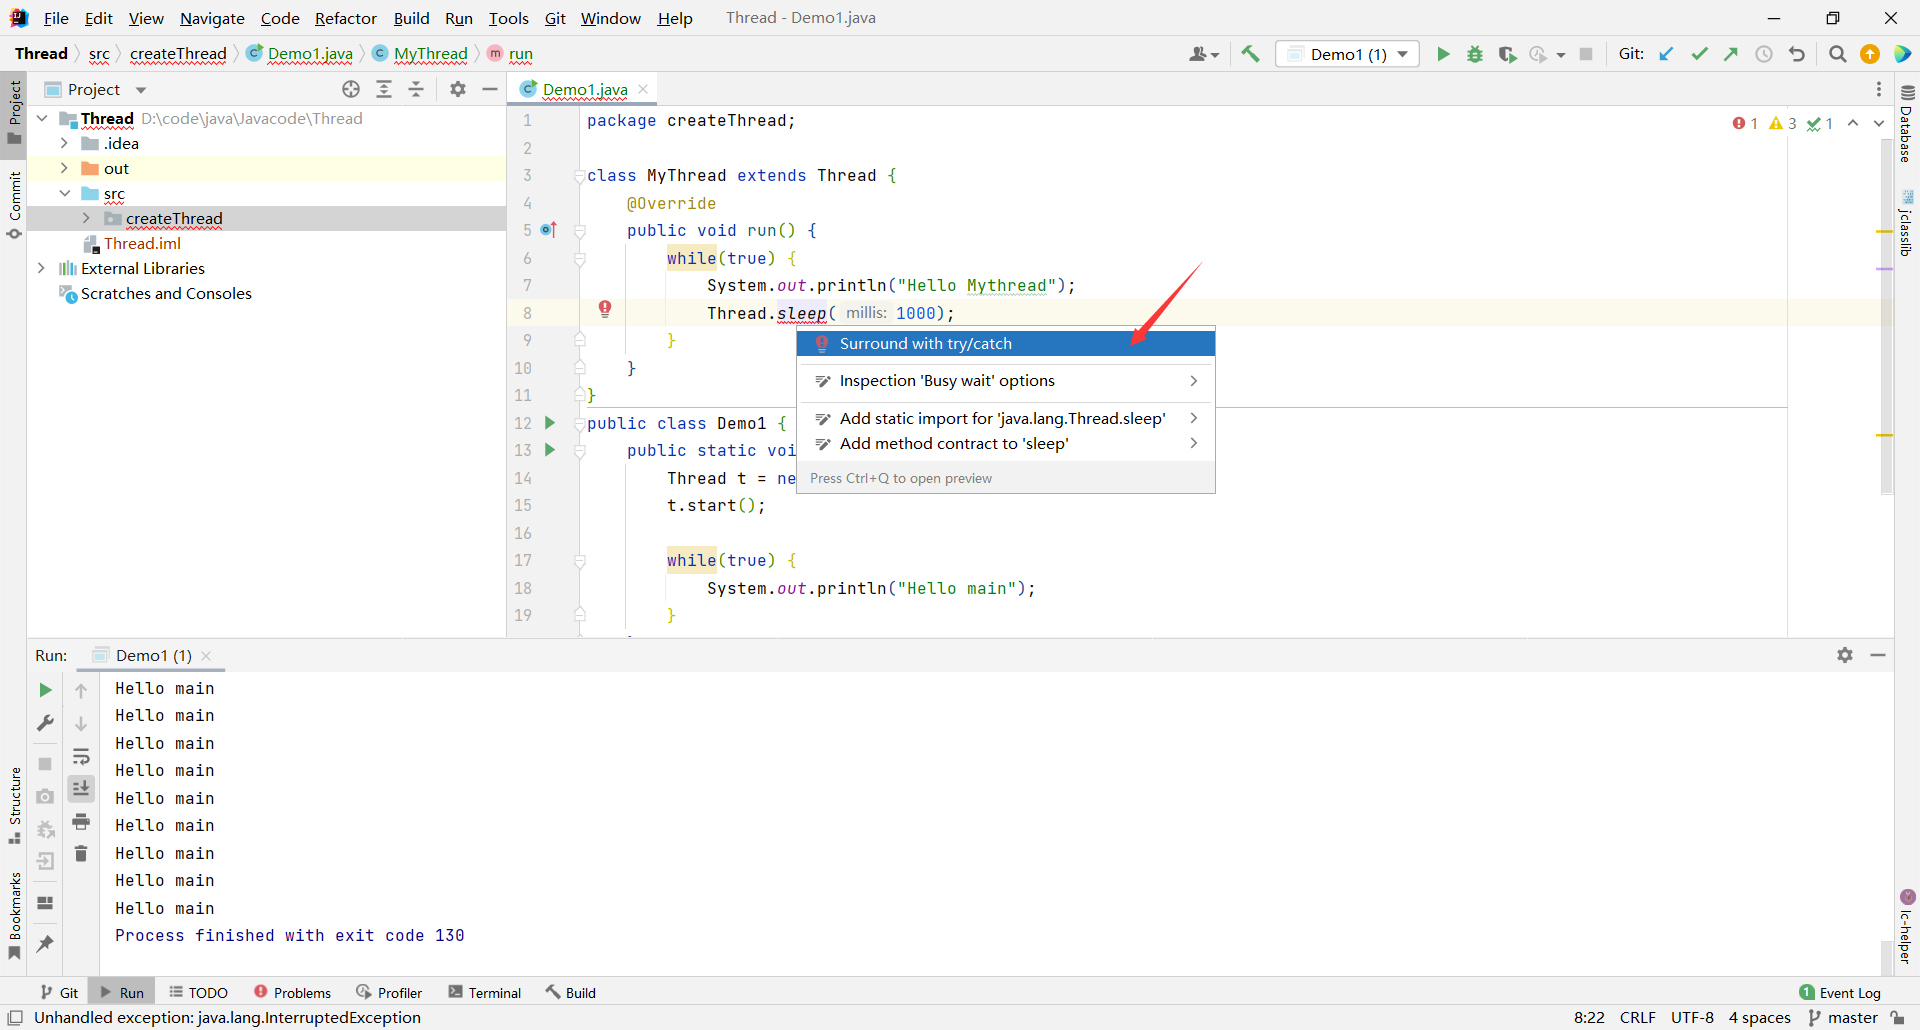 File Edit View Navigate Code Refactor Build Run Tools Git Window Help Thread - Demo1.java
Thread src createThread Demo1.java MyThread run Demo1 (1) Git:
Project
Demo1.java
Thread D:\code\java\Javacode\Thread
.idea
out
src
createThread
Thread.iml
External Libraries
Scratches and Consoles
Project
Commit
Structure
Bookmarks
1 package createThread;
2
3 class MyThread extends Thread {
4 @Override
5 public void run() {
6 while(true) {
7 System.out.println("Hello Mythread");
8 Thread.sleep( millis: 1000);
9 }
10 }
11 }
12 public class Demo1 {
13 public static voi
14 Thread t = ne
15 t.start();
16
17 while(true) {
18 System.out.println("Hello main");
19 }
1 3 1
Surround with try/catch
Inspection 'Busy wait' options
Add static import for 'java.lang.Thread.sleep'
Add method contract to 'sleep'
Press Ctrl+Q to open preview
Database
jclasslib
lc-helper
Run: Demo1 (1)
Hello main
Hello main
Hello main
Hello main
Hello main
Hello main
Hello main
Hello main
Hello main
Process finished with exit code 130
Git Run TODO Problems Profiler Terminal Build 1 Event Log
Unhandled exception: java.lang.InterruptedException 8:22 CRLF UTF-8 4 spaces master